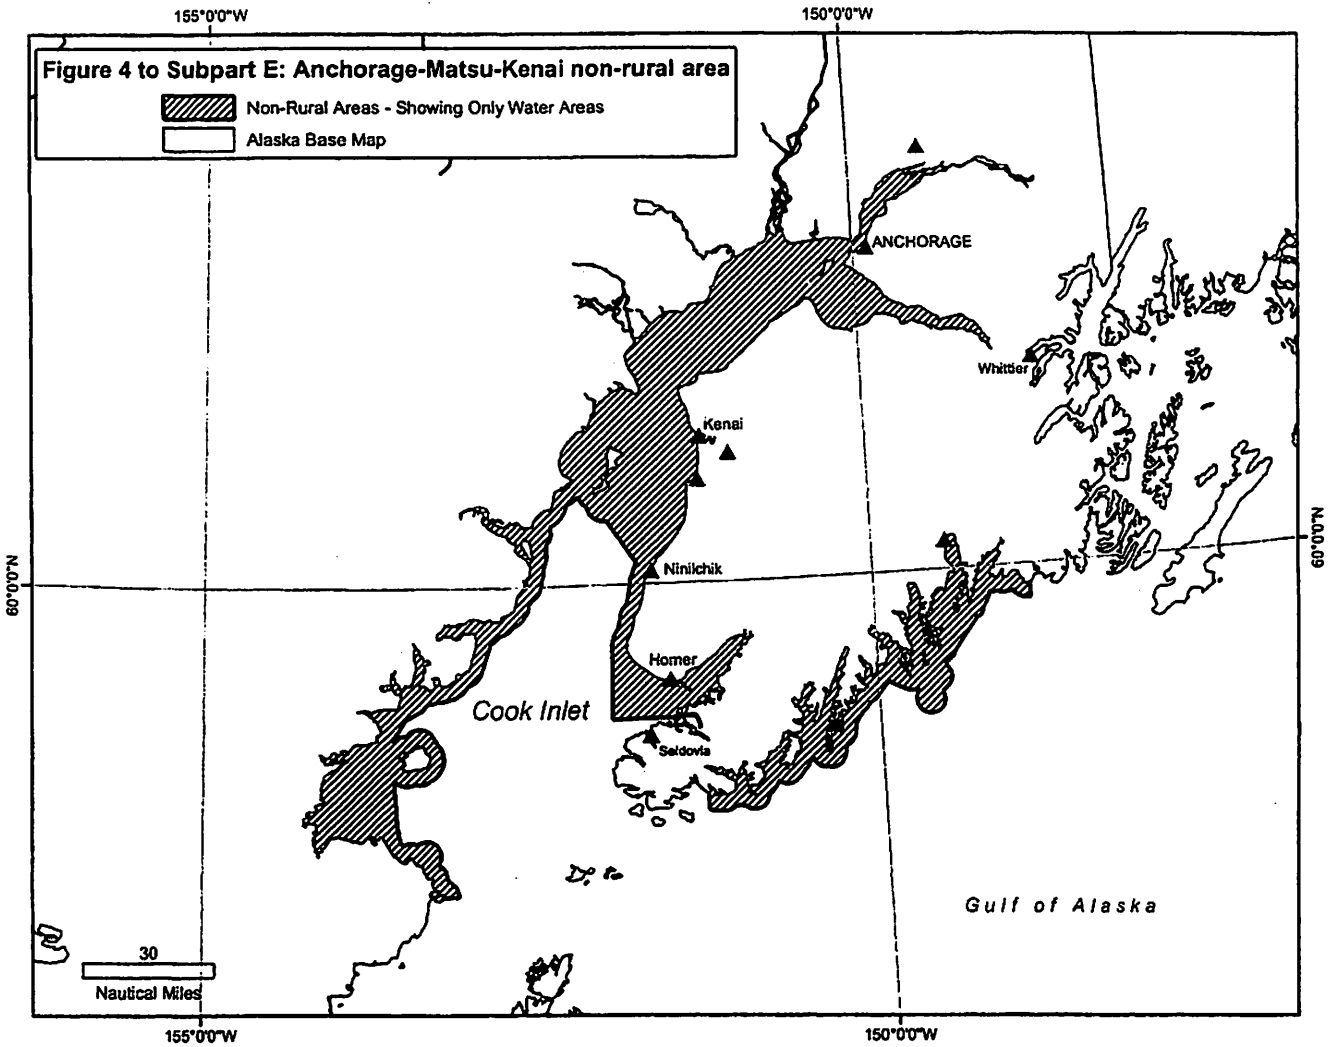 155°0'0"W 150°0'0"W
Figure 4 to Subpart E: Anchorage-Matsu-Kenai non-rural area
Non-Rural Areas - Showing Only Water Areas
Alaska Base Map
ANCHORAGE
Whittier
Kenai
60°0'0"N
60°0'0"N
Ninilchik
Homer
Cook Inlet
Seldovia
Gulf of Alaska
30
Nautical Miles
155°0'0"W 150°0'0"W